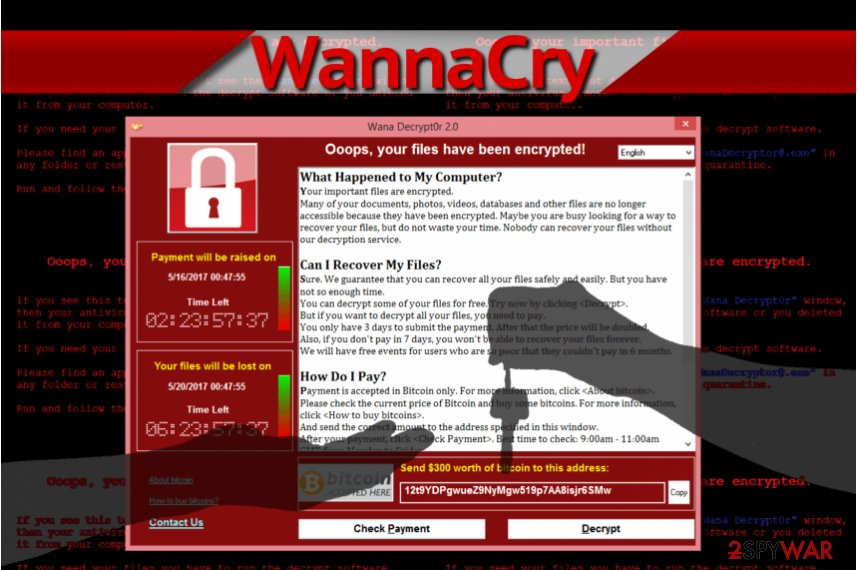 rypted.
Oo
your important fi
WannaCry
it from your computer.
it from your comput...
If you need your
decrypt software.
Please find an ap
anaDecryptor@.exe" in
any folder or rest
quarantine.
Run and follow the
Wana Decrypt0r 2.0
Ooops, your files have been encrypted!
English
What Happened to My Computer?
Your important files are encrypted.
Many of your documents, photos, videos, databases and other files are no longer
accessible because they have been encrypted. Maybe you are busy looking for a way to
recover your files, but do not waste your time. Nobody can recover your files without
our decryption service.
Can I Recover My Files?
Sure. We guarantee that you can recover all your files safely and easily. But you have
not so enough time.
You can decrypt some of your files for free. Try now by clicking <Decrypt>.
But if you want to decrypt all your files, you need to pay.
You only have 3 days to submit the payment. After that the price will be doubled.
Also, if you don't pay in 7 days, you won't be able to recover your files forever.
We will have free events for users who are so poor that they couldn't pay in 6 months.
How Do I Pay?
Payment is accepted in Bitcoin only. For more information, click <About bitcoin>.
Please check the current price of Bitcoin and buy some bitcoins. For more information,
click <How to buy bitcoins>.
And send the correct amount to the address specified in this window.
After your payment, click <Check Payment>. Best time to check: 9:00am - 11:00am
GMT from Monday to Friday.
Payment will be raised on
5/16/2017 00:47:55
Time Left
02:23:57:37
Your files will be lost on
5/20/2017 00:47:55
Time Left
06:23:57:37
About bitcoin
How to buy bitcoins?
Contact Us
bitcoin
ACCEPTED HERE
Send $300 worth of bitcoin to this address:
12t9YDPgwueZ9NyMgw519p7AA8isjr6SMw
Copy
Check Payment
Decrypt
Ooops, you
are encrypted.
If you see this t
Wana Decrypt0r" window,
then your antivir
software or you deleted
it from your comp
If you need your
decrypt software.
Please find an ap
any folder or rest
quarantine.
Run and follow the
Ooops, you
are encrypted.
If you see this t
Wana Decrypt0r" window,
then your antivir
software or you deleted
it from your computer.
2SPYWAR
If you need your files you have to run the decrypt software.